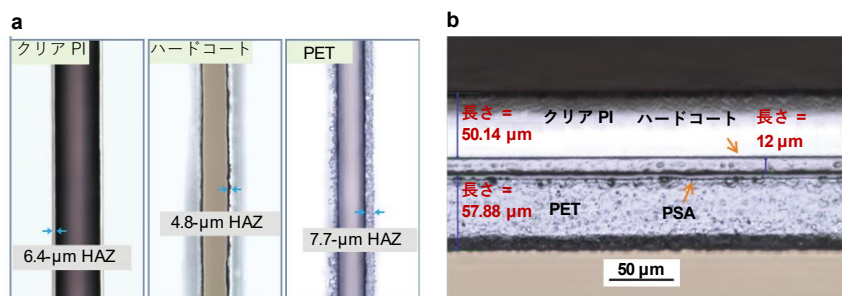 a
クリア PI
ハードコート
PET
6.4-µm HAZ
4.8-µm HAZ
7.7-µm HAZ
b
長さ =
50.14 µm
クリア PI
ハードコート
長さ =
12 µm
長さ =
57.88 µm
PET
PSA
50 µm